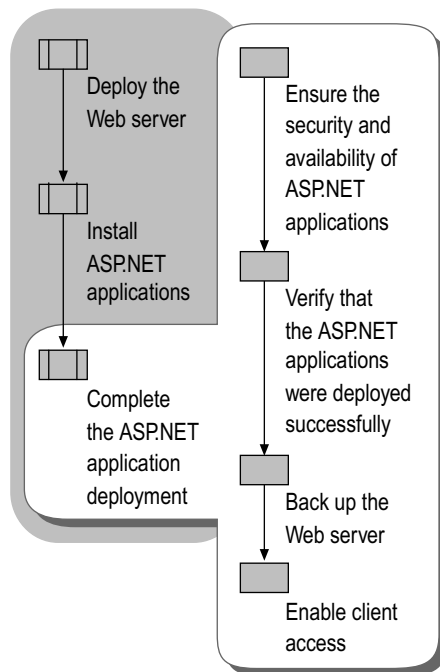 Deploy the
Web server
Install
ASP.NET
applications
Complete
the ASP.NET
application
deployment
Ensure the
security and
availability of
ASP.NET
applications
Verify that
the ASP.NET
applications
were deployed
successfully
Back up the
Web server
Enable client
access